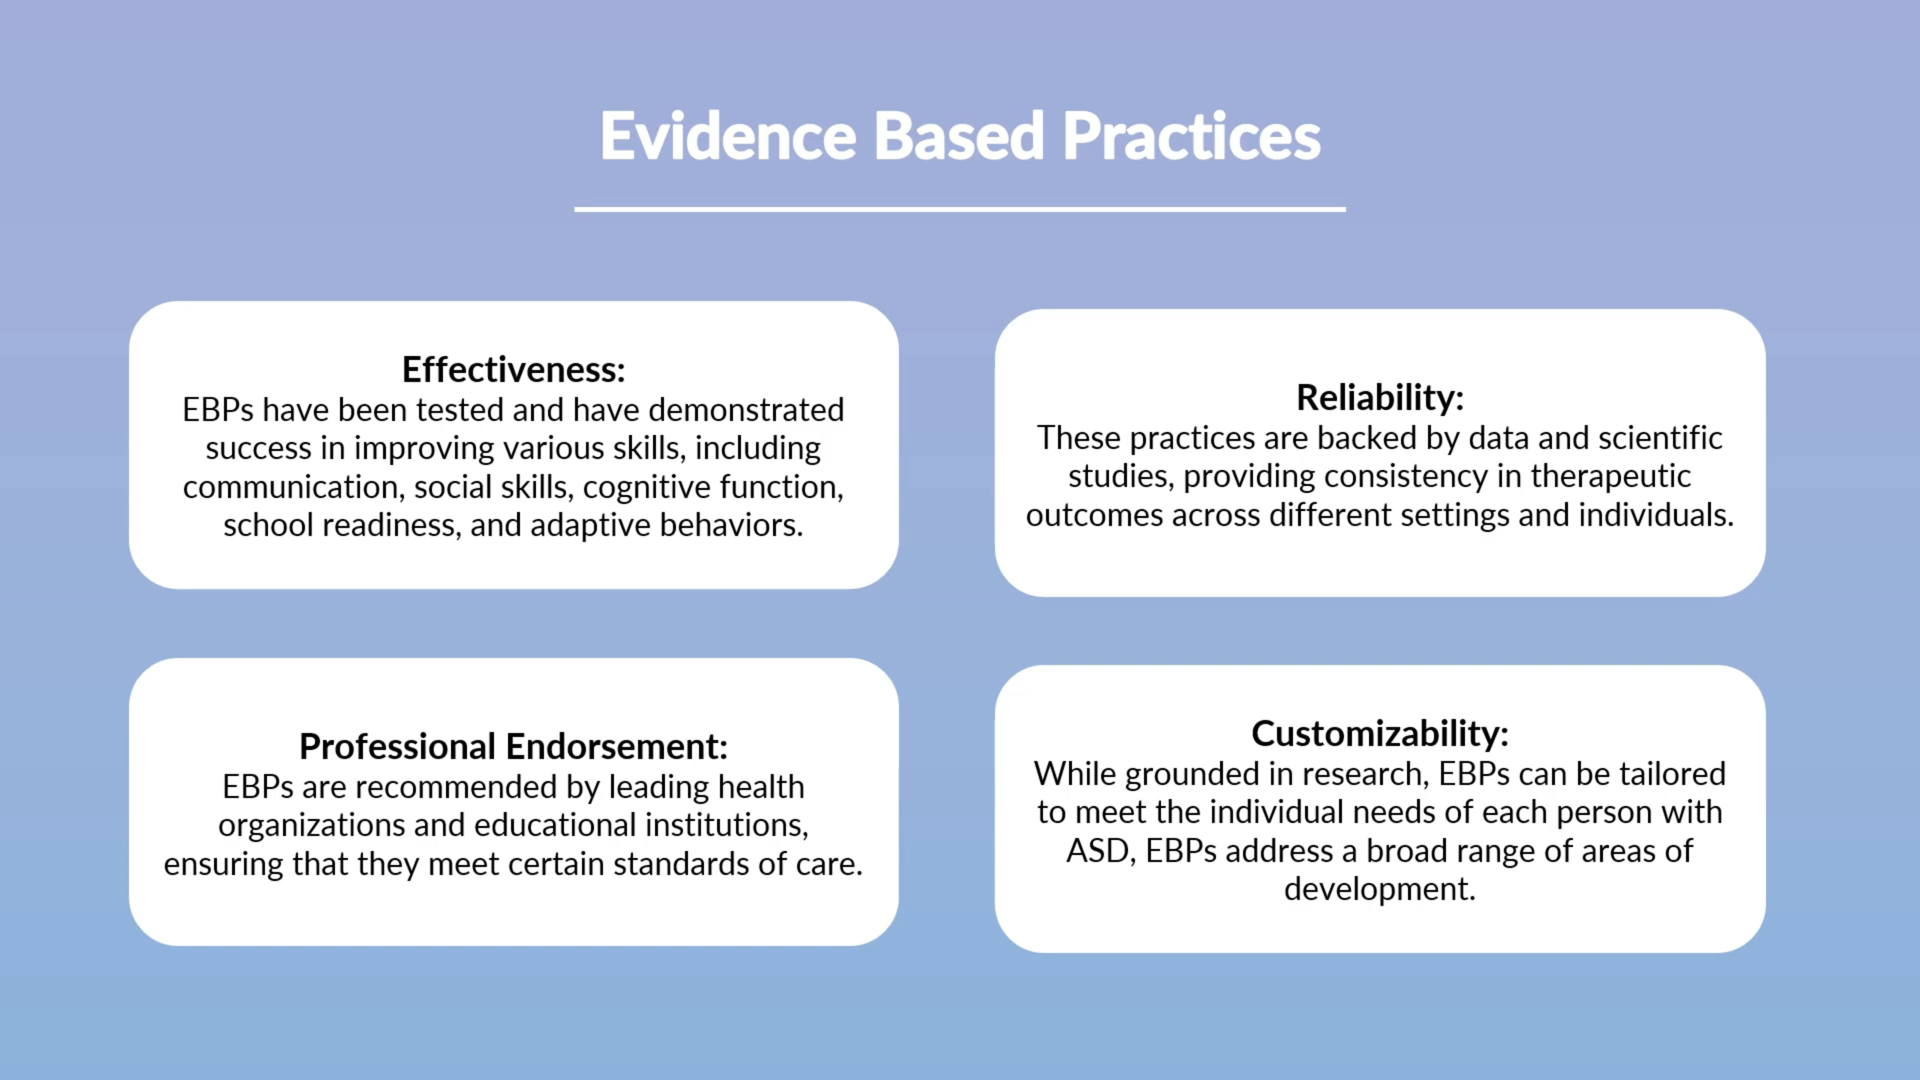 Evidence Based Practices
Effectiveness:
EBPs have been tested and have demonstrated
success in improving various skills, including
communication, social skills, cognitive function,
school readiness, and adaptive behaviors.
Reliability:
These practices are backed by data and scientific
studies, providing consistency in therapeutic
outcomes across different settings and individuals.
Professional Endorsement:
EBPs are recommended by leading health
organizations and educational institutions,
ensuring that they meet certain standards of care.
Customizability:
While grounded in research, EBPs can be tailored
to meet the individual needs of each person with
ASD, EBPs address a broad range of areas of
development.